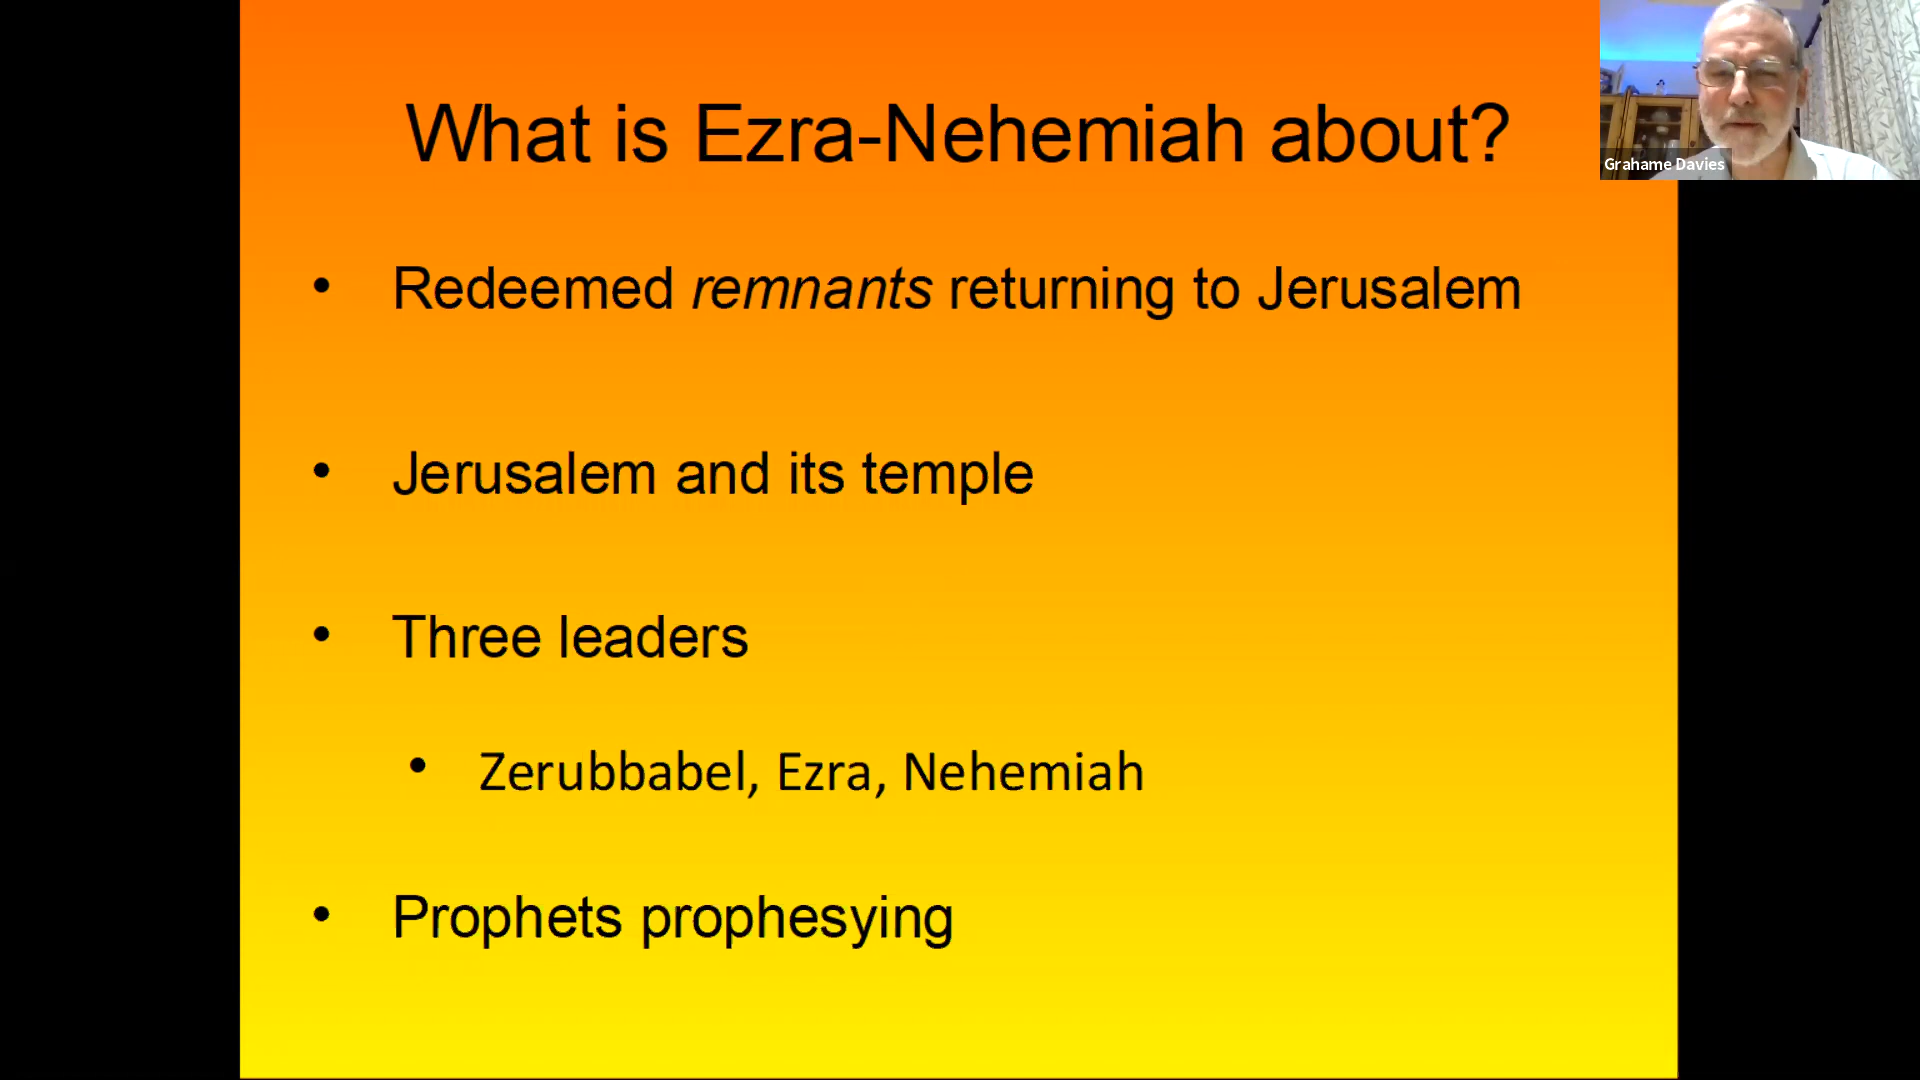 What is Ezra-Nehemiah about?
Grahame Davies
• Redeemed remnants returning to Jerusalem
• Jerusalem and its temple
• Three leaders
• Zerubbabel, Ezra, Nehemiah
• Prophets prophesying